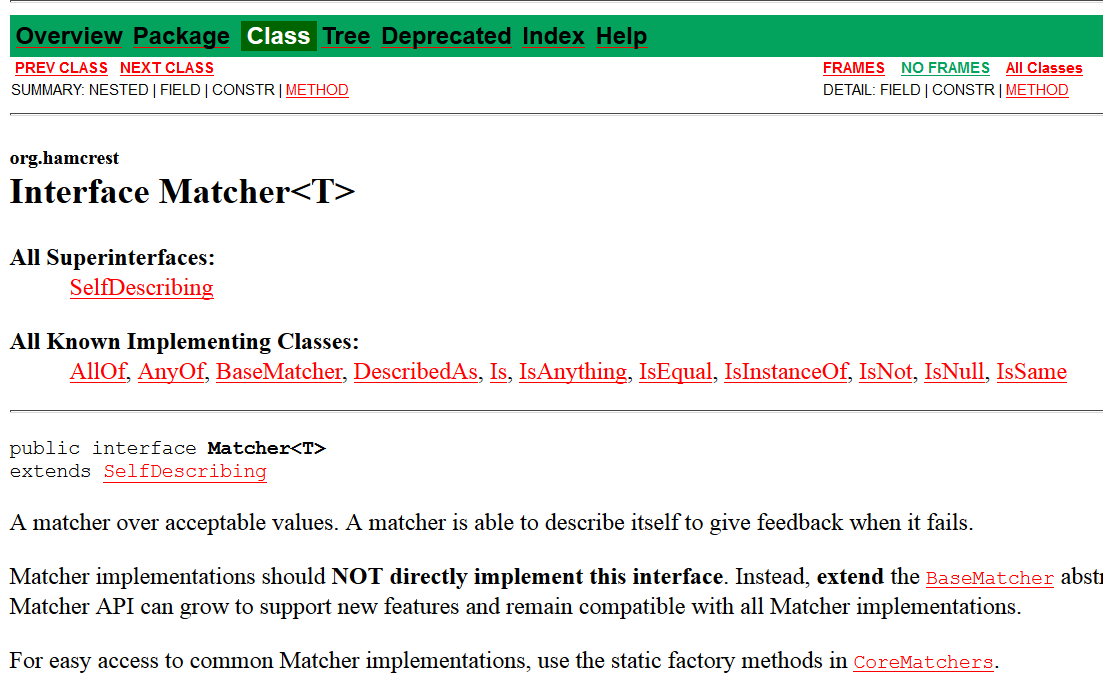 Overview Package Class Tree Deprecated Index Help
PREV CLASS NEXT CLASS FRAMES NO FRAMES All Classes
SUMMARY: NESTED | FIELD | CONSTR | METHOD DETAIL: FIELD | CONSTR | METHOD
org.hamcrest
Interface Matcher<T>
All Superinterfaces:
SelfDescribing
All Known Implementing Classes:
AllOf, AnyOf, BaseMatcher, DescribedAs, Is, IsAnything, IsEqual, IsInstanceOf, IsNot, IsNull, IsSame
public interface Matcher<T>
extends SelfDescribing
A matcher over acceptable values. A matcher is able to describe itself to give feedback when it fails.
Matcher implementations should NOT directly implement this interface. Instead, extend the BaseMatcher
Matcher API can grow to support new features and remain compatible with all Matcher implementations.
For easy access to common Matcher implementations, use the static factory methods in CoreMatchers.